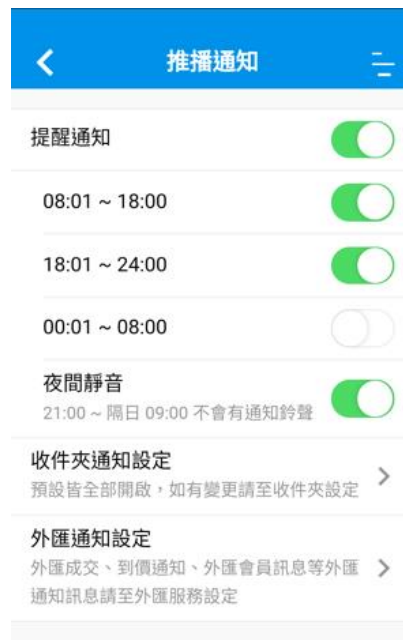 推播通知
提醒通知
08:01 ~ 18:00
18:01 ~ 24:00
00:01 ~ 08:00
夜間靜音
21:00 ~ 隔日 09:00 不會有通知鈴聲
收件夾通知設定
預設皆全部開啟，如有變更請至收件夾設定
外匯通知設定
外匯成交、到價通知、外匯會員訊息等外匯
通知訊息請至外匯服務設定